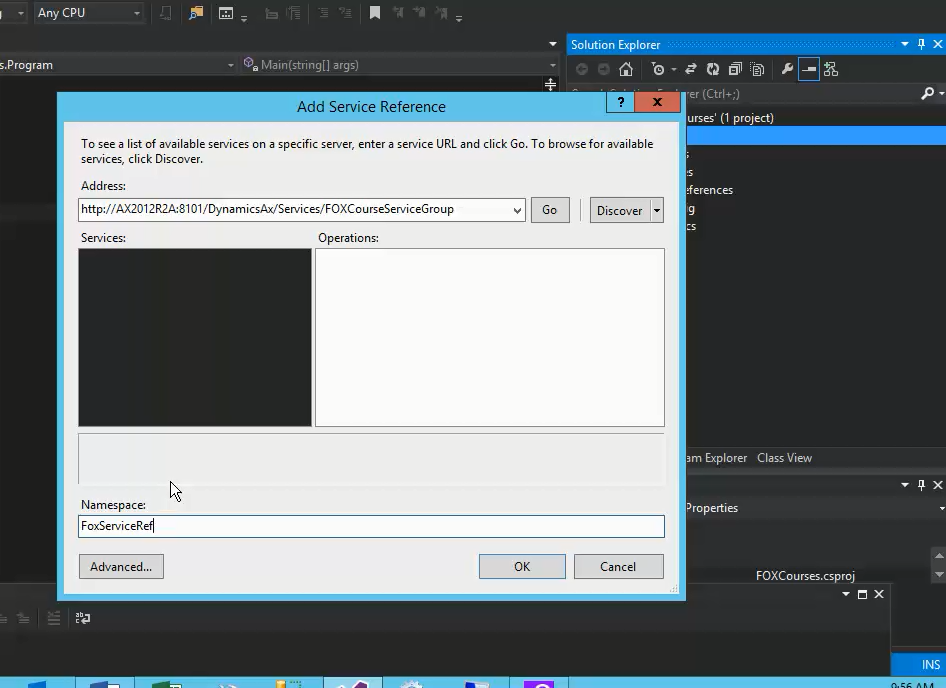 Any CPU
s.Program
Main(string[] args)
Solution Explorer
(Ctrl+;)
urses' (1 project)
s
es
eferences
g
cs
Add Service Reference
?
To see a list of available services on a specific server, enter a service URL and click Go. To browse for available
services, click Discover.
Address:
http://AX2012R2A:8101/DynamicsAx/Services/FOXCourseServiceGroup
Go
Discover
Services:
Operations:
am Explorer
Class View
Namespace:
Properties
FoxServiceRef
Advanced...
OK
Cancel
FOXCourses.csproj
INS
9:56 AM